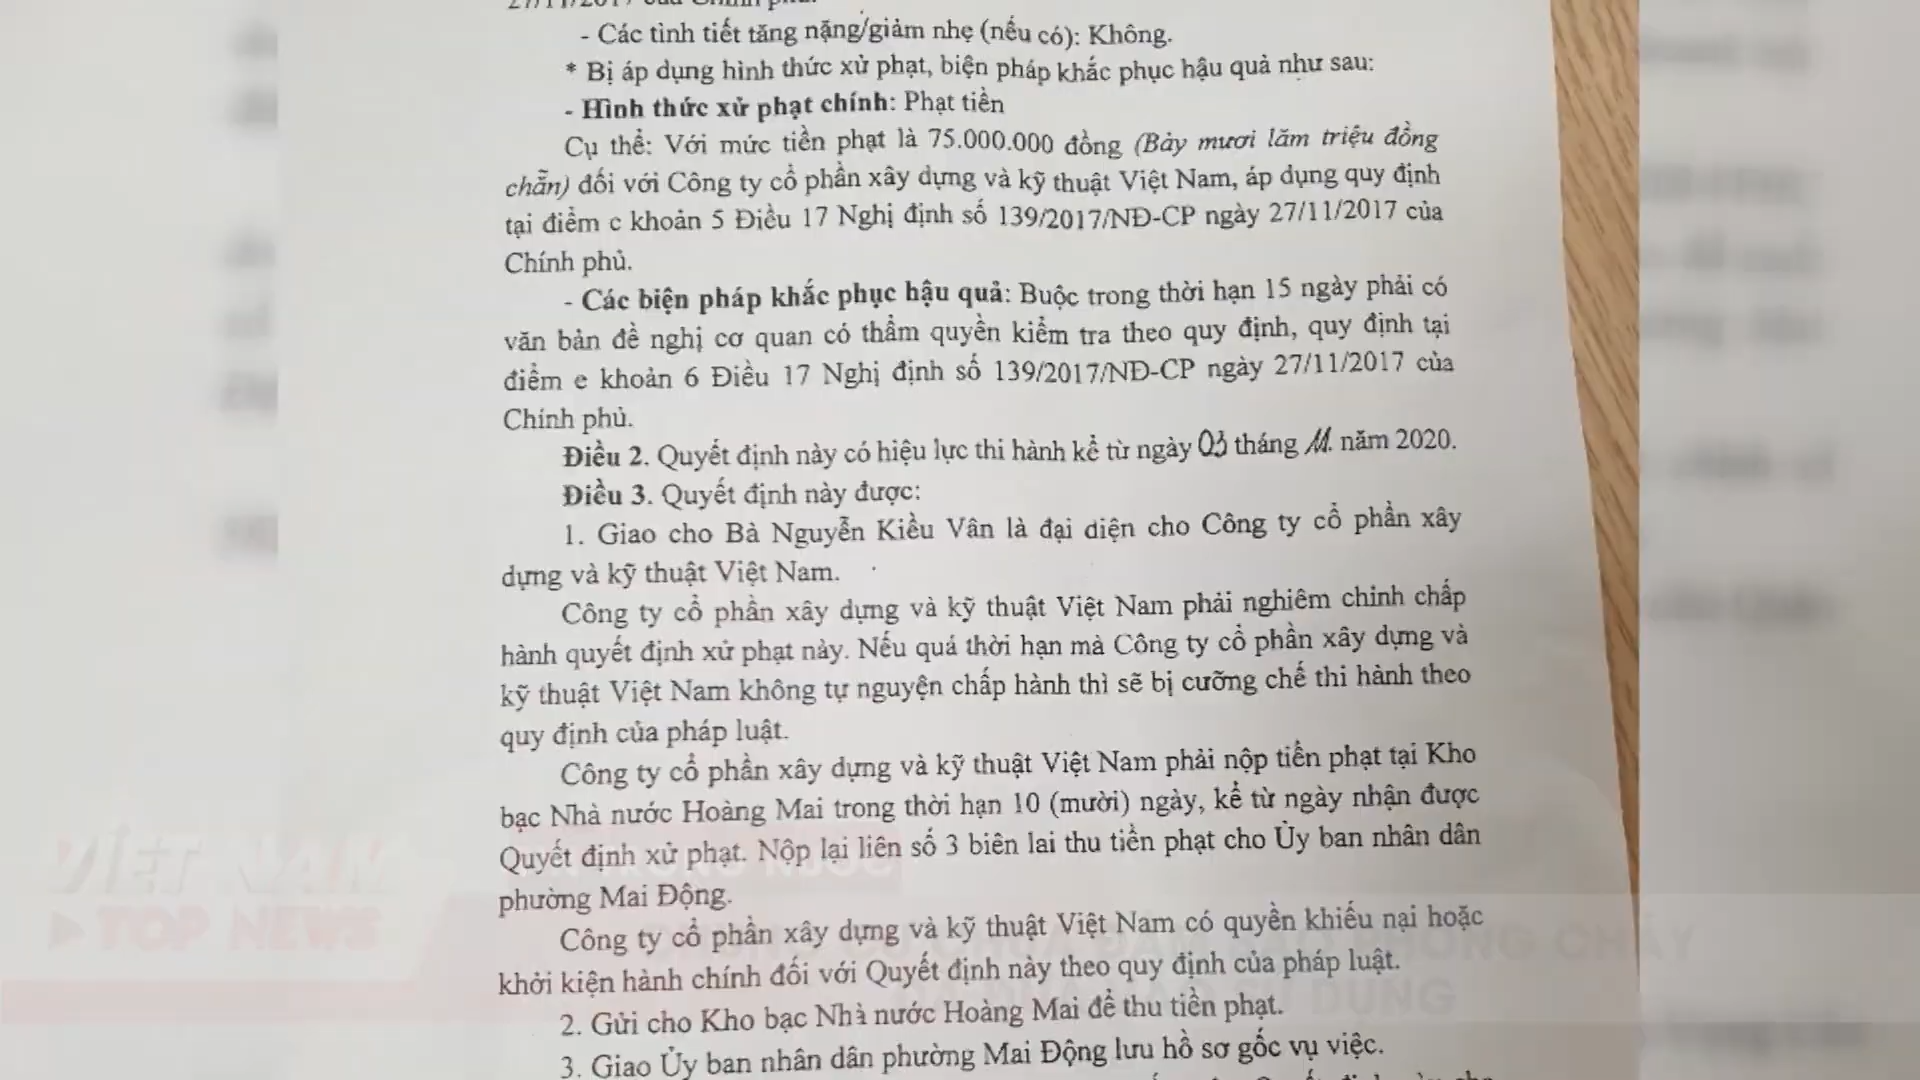 27/11/2017 của Chính phủ.
- Các tình tiết tăng nặng/giảm nhẹ (nếu có): Không.
* Bị áp dụng hình thức xử phạt, biện pháp khắc phục hậu quả như sau:
- Hình thức xử phạt chính: Phạt tiền
Cụ thể: Với mức tiền phạt là 75.000.000 đồng (Bảy mươi lăm triệu đồng
chẵn) đối với Công ty cổ phần xây dựng và kỹ thuật Việt Nam, áp dụng quy định
tại điểm c khoản 5 Điều 17 Nghị định số 139/2017/NĐ-CP ngày 27/11/2017 của
Chính phủ.
- Các biện pháp khắc phục hậu quả: Buộc trong thời hạn 15 ngày phải có
văn bản đề nghị cơ quan có thẩm quyền kiểm tra theo quy định, quy định tại
điểm e khoản 6 Điều 17 Nghị định số 139/2017/NĐ-CP ngày 27/11/2017 của
Chính phủ.
Điều 2. Quyết định này có hiệu lực thi hành kể từ ngày 03 tháng 11. năm 2020.
Điều 3. Quyết định này được:
1. Giao cho Bà Nguyễn Kiều Vân là đại diện cho Công ty cổ phần xây
dựng và kỹ thuật Việt Nam.
Công ty cổ phần xây dựng và kỹ thuật Việt Nam phải nghiêm chỉnh chấp
hành quyết định xử phạt này. Nếu quá thời hạn mà Công ty cổ phần xây dựng và
kỹ thuật Việt Nam không tự nguyện chấp hành thì sẽ bị cưỡng chế thi hành theo
quy định của pháp luật.
Công ty cổ phần xây dựng và kỹ thuật Việt Nam phải nộp tiền phạt tại Kho
bạc Nhà nước Hoàng Mai trong thời hạn 10 (mười) ngày, kể từ ngày nhận được
Quyết định xử phạt. Nộp lại liên số 3 biên lai thu tiền phạt cho Ủy ban nhân dân
phường Mai Động.
Công ty cổ phần xây dựng và kỹ thuật Việt Nam có quyền khiếu nại hoặc
khởi kiện hành chính đối với Quyết định này theo quy định của pháp luật.
2. Gửi cho Kho bạc Nhà nước Hoàng Mai để thu tiền phạt.
3. Giao Ủy ban nhân dân phường Mai Động lưu hồ sơ gốc vụ việc.
VIỆT NAM
TOP NEWS